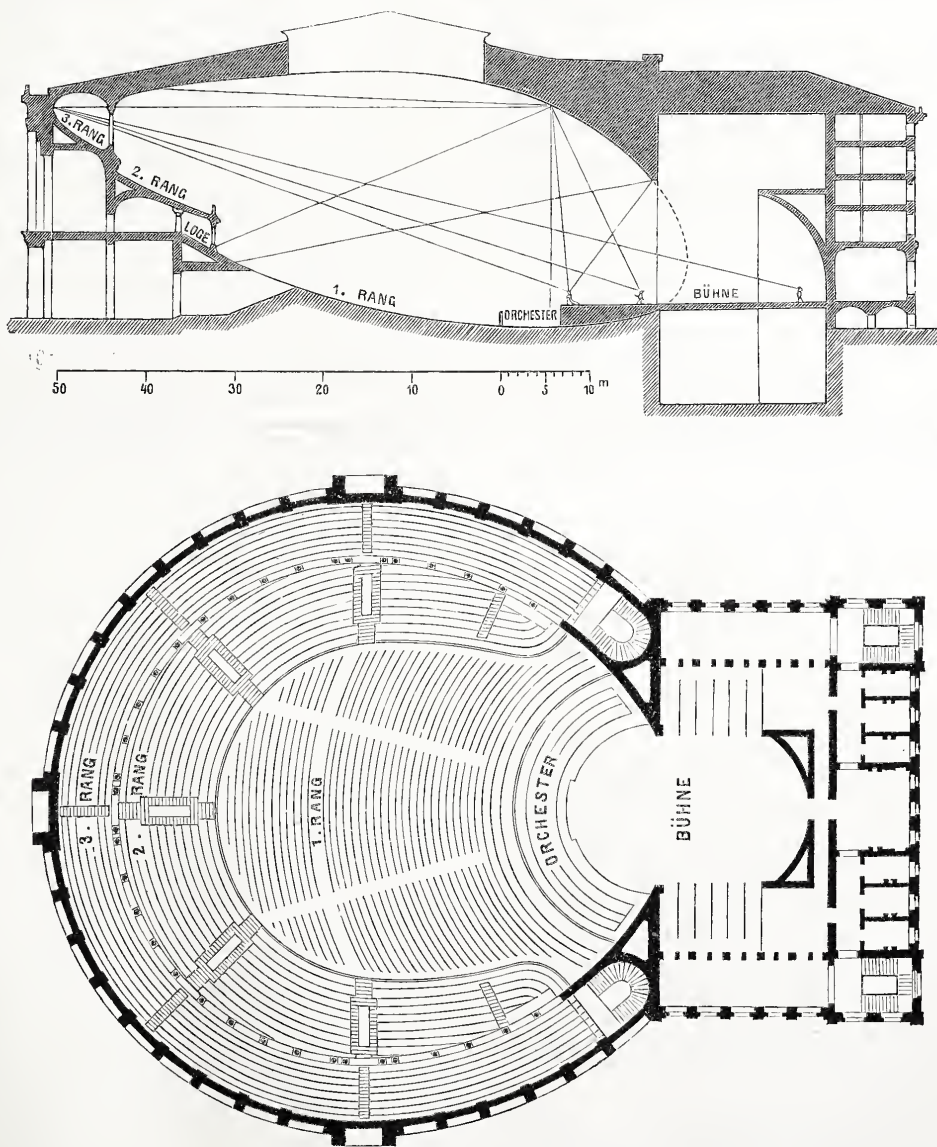 3. RANG
2. RANG
LOGE
1. RANG
ORCHESTER
BÜHNE
50 40 30 20 10 0 5 10 m
3. RANG
2. RANG
1. RANG
ORCHESTER
BÜHNE